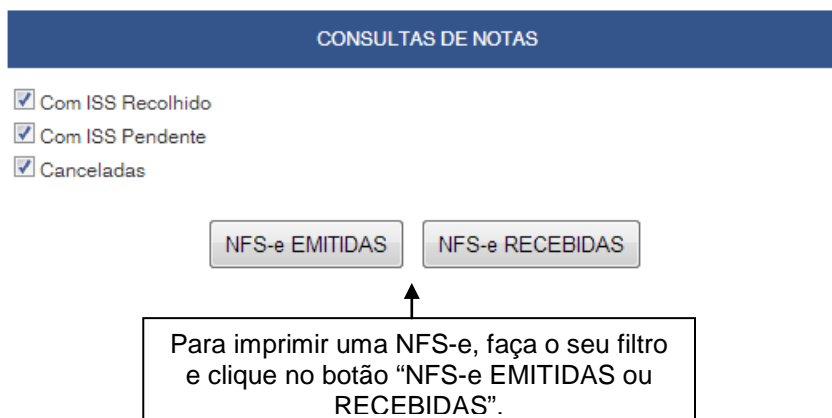 CONSULTAS DE NOTAS
Com ISS Recolhido
Com ISS Pendente
Canceladas
NFS-e EMITIDAS NFS-e RECEBIDAS
Para imprimir uma NFS-e, faça o seu filtro
e clique no botão “NFS-e EMITIDAS ou
RECEBIDAS”.